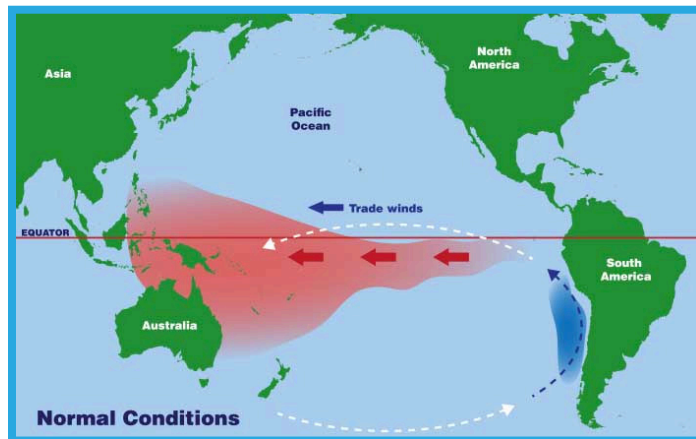 Asia
North
America
Pacific
Ocean
Trade winds
EQUATOR
South
America
Australia
Normal Conditions